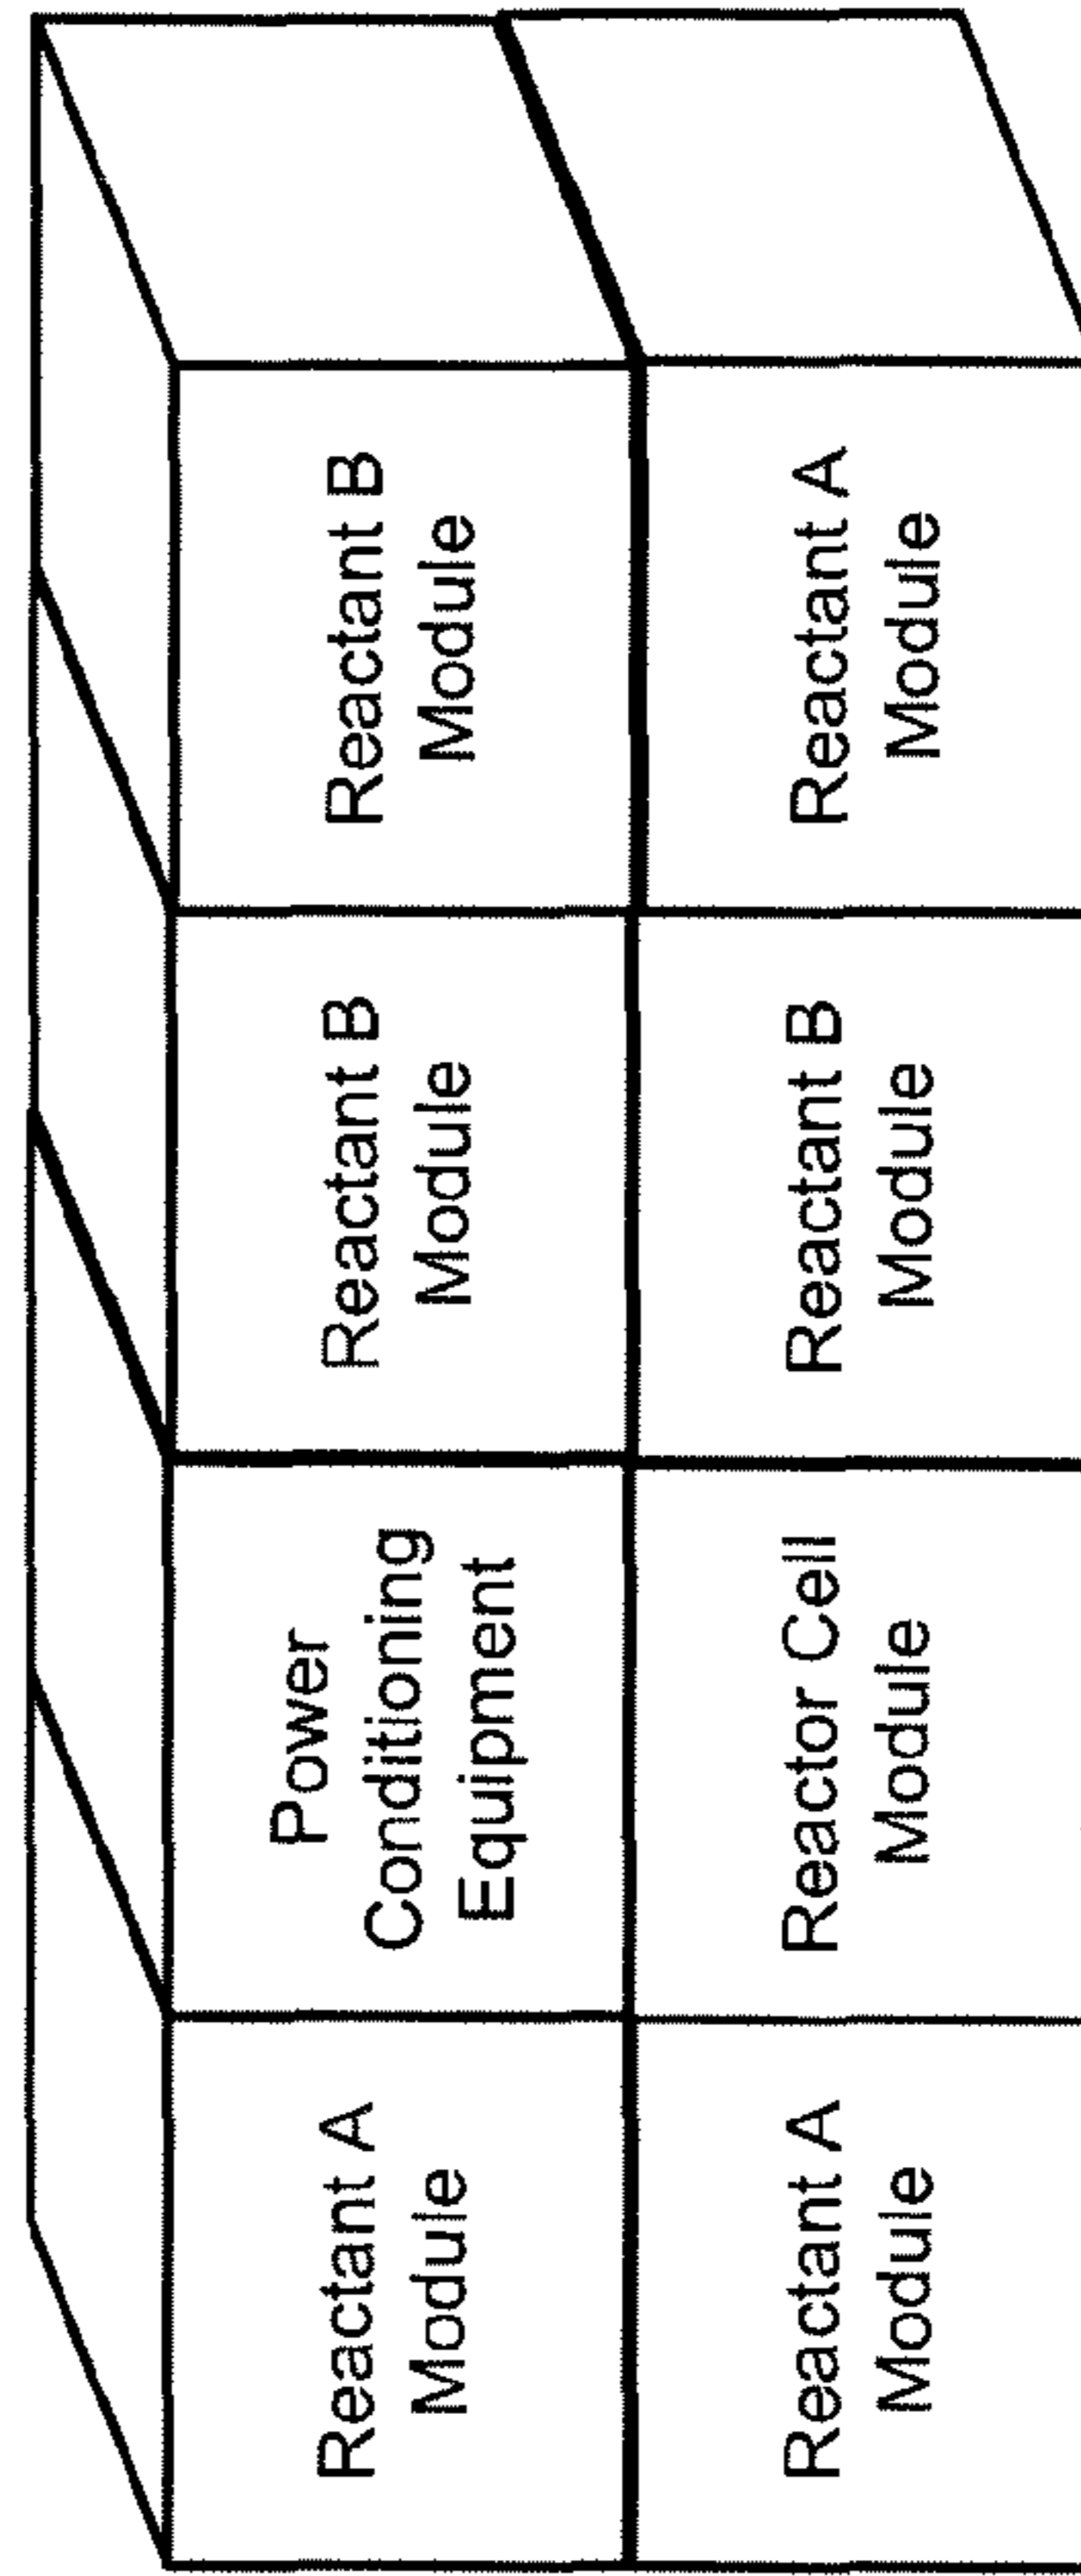 Reactant A
Module
Power
Conditioning
Equipment
Reactant B
Module
Reactant B
Module
Reactant A
Module
Reactor Cell
Module
Reactant B
Module
Reactant A
Module